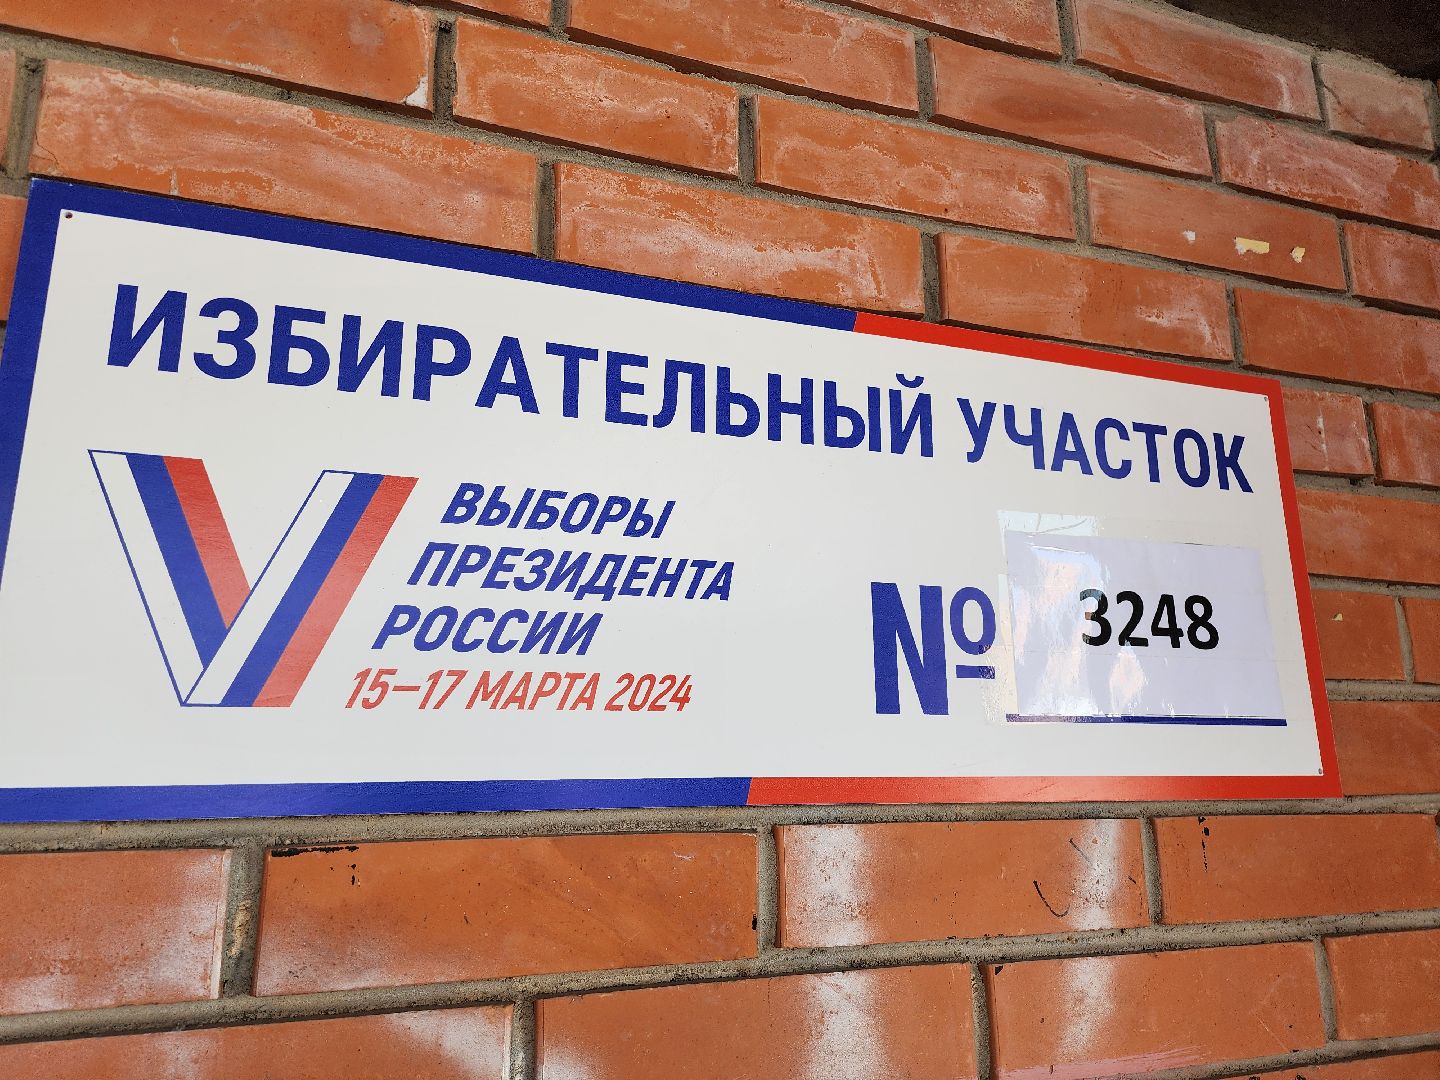 ИЗБИРАТЕЛЬНЫЙ УЧАСТОК
ВЫБОРЫ
ПРЕЗИДЕНТА
РОССИИ
15–17 МАРТА 2024
№ 3248